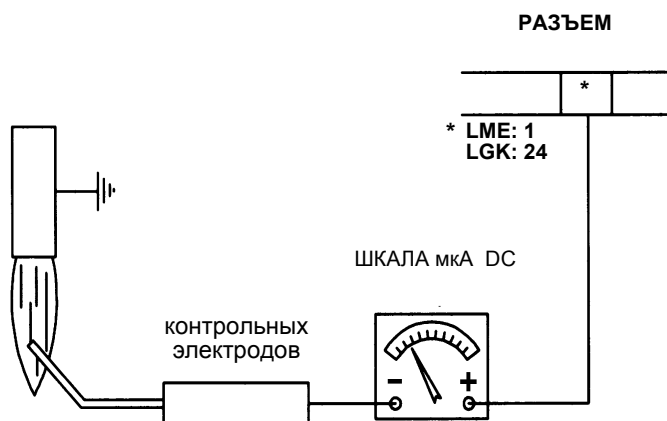 РАЗЪЕМ
*
* LME: 1
LGK: 24
ШКАЛА мкА DC
контрольных
электродов
- +